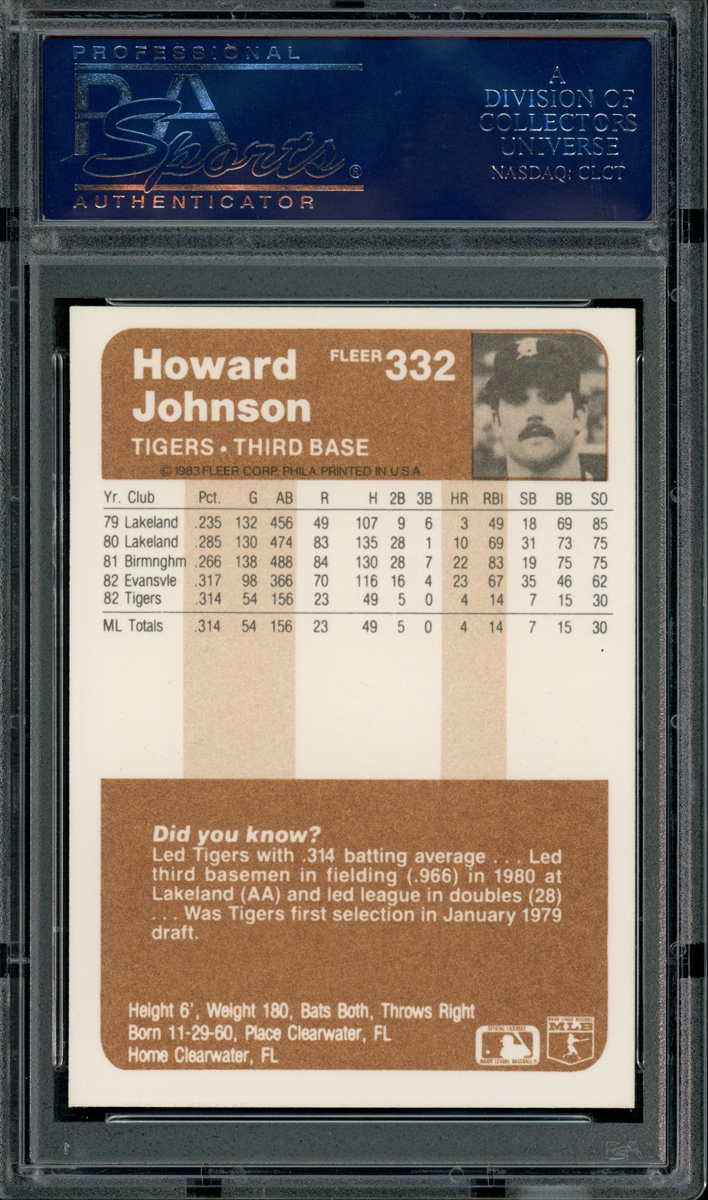 PROFESSIONAL
PSA
Sports®
AUTHENTICATOR
A
DIVISION OF
COLLECTORS
UNIVERSE
NASDAQ: CLCT
Howard
Johnson
FLEER 332
TIGERS • THIRD BASE
© 1983 FLEER CORP. PHILA. PRINTED IN U.S.A
Yr. Club Pct. G AB R H 2B 3B HR RBI SB BB SO
79 Lakeland .235 132 456 49 107 9 6 3 49 18 69 85
80 Lakeland .285 130 474 83 135 28 1 10 69 31 73 75
81 Birmnghm .266 138 488 84 130 28 7 22 83 19 75 75
82 Evansvle .317 98 366 70 116 16 4 23 67 35 46 62
82 Tigers .314 54 156 23 49 5 0 4 14 7 15 30
ML Totals .314 54 156 23 49 5 0 4 14 7 15 30
Did you know?
Led Tigers with .314 batting average . . . Led
third basemen in fielding (.966) in 1980 at
Lakeland (AA) and led league in doubles (28)
. . . Was Tigers first selection in January 1979
draft.
Height 6', Weight 180, Bats Both, Throws Right
Born 11-29-60, Place Clearwater, FL
Home Clearwater, FL
OFFICIAL LICENSEE
MAJOR LEAGUE BASEBALL
MLB
PSA